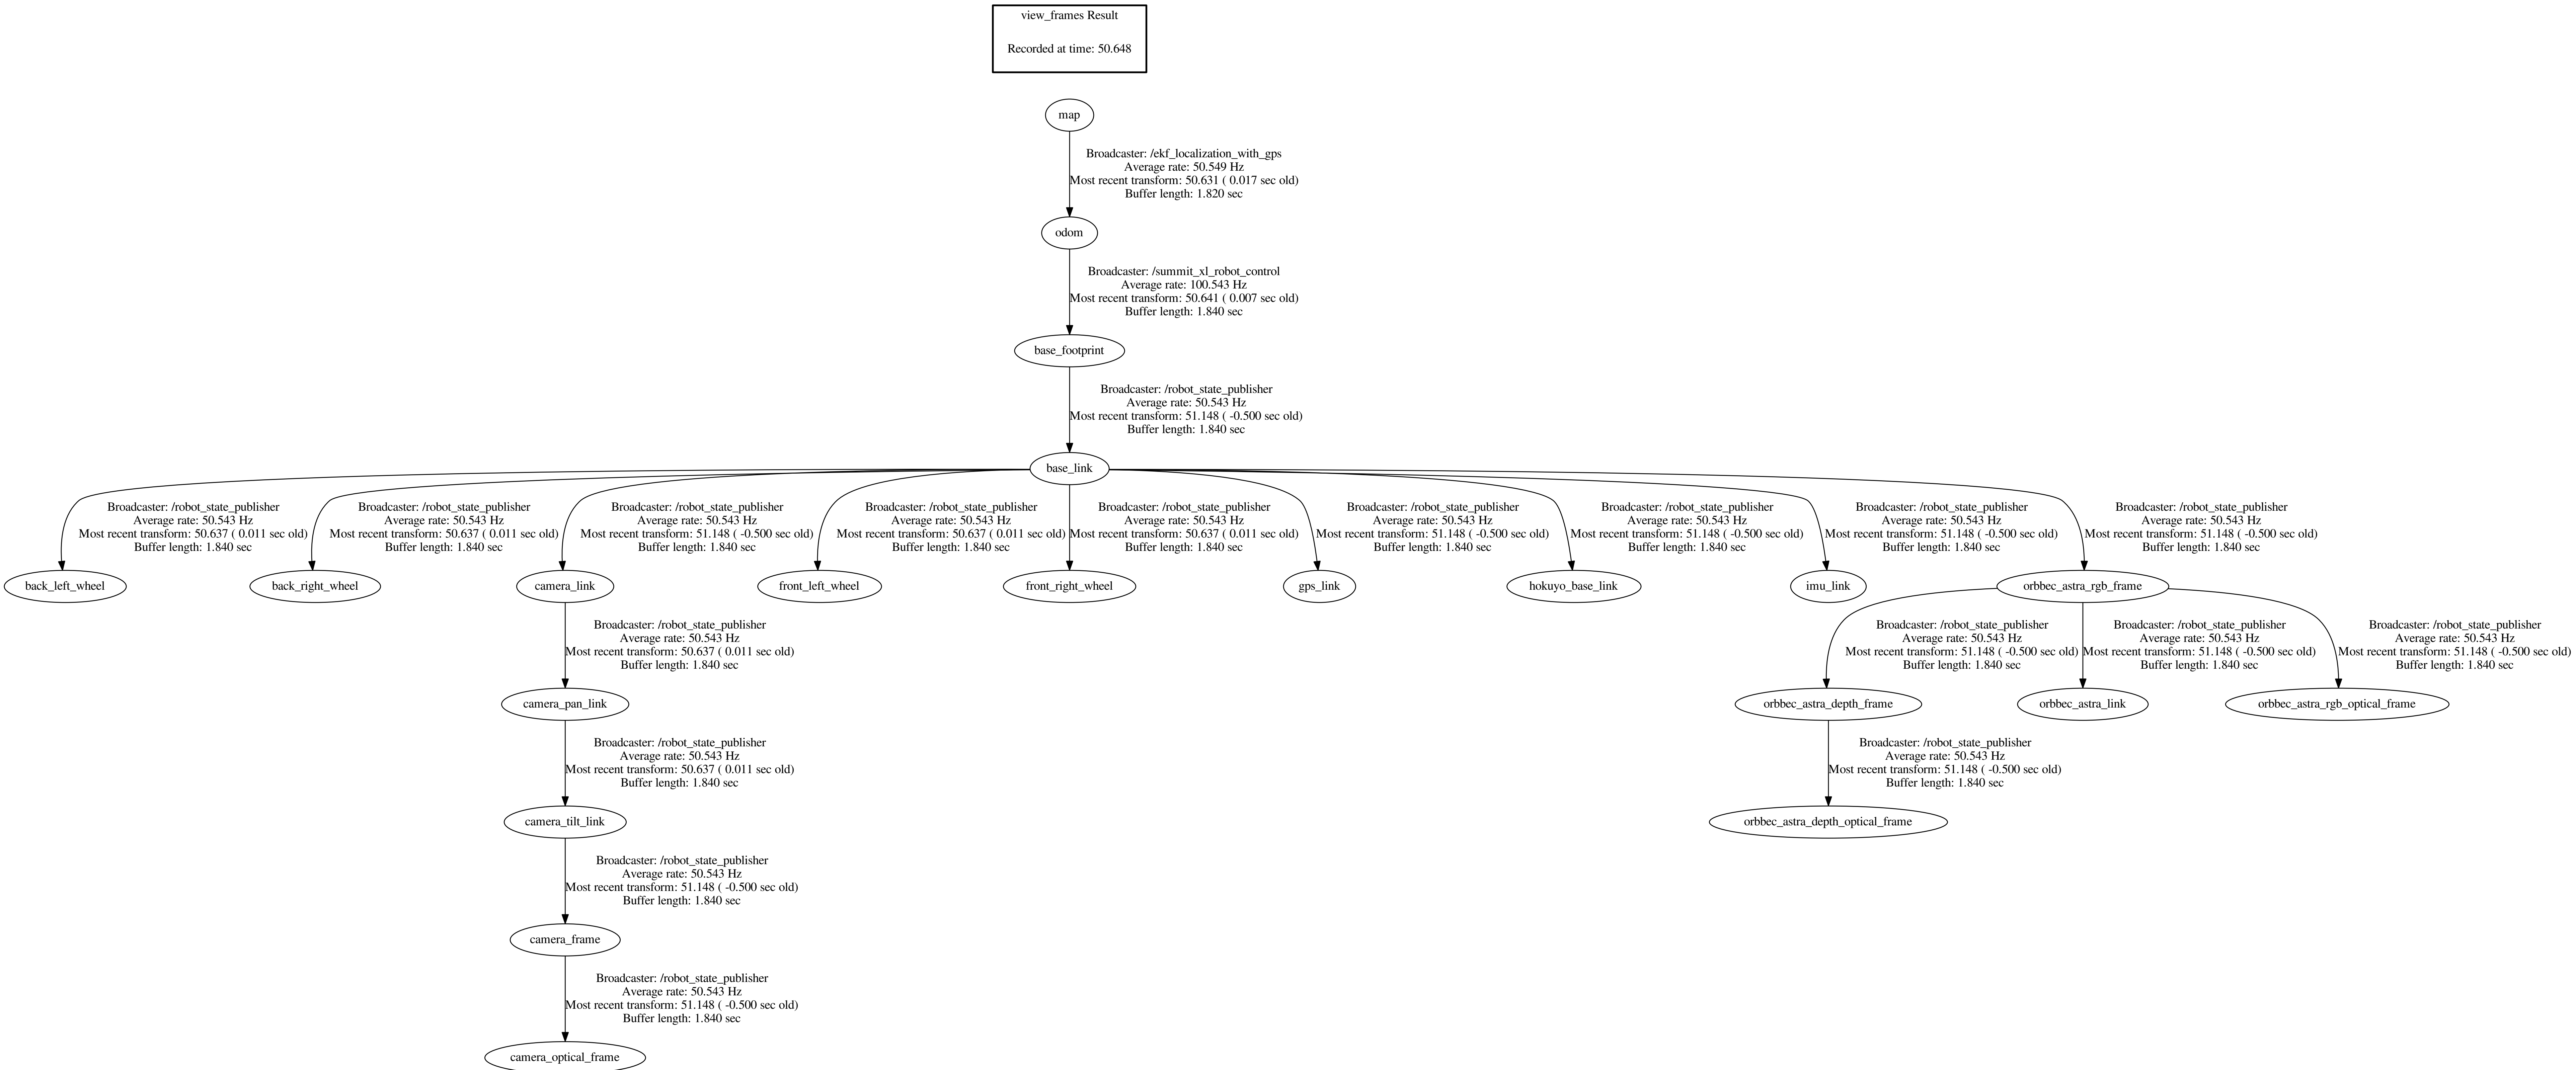 view_frames Result
Recorded at time: 50.648
map
Broadcaster: /ekf_localization_with_gps
Average rate: 50.549 Hz
Most recent transform: 50.631 ( 0.017 sec old)
Buffer length: 1.820 sec
odom
Broadcaster: /summit_xl_robot_control
Average rate: 100.543 Hz
Most recent transform: 50.641 ( 0.007 sec old)
Buffer length: 1.840 sec
base_footprint
Broadcaster: /robot_state_publisher
Average rate: 50.543 Hz
Most recent transform: 51.148 ( -0.500 sec old)
Buffer length: 1.840 sec
base_link
Broadcaster: /robot_state_publisher
Average rate: 50.543 Hz
Most recent transform: 50.637 ( 0.011 sec old)
Buffer length: 1.840 sec
Broadcaster: /robot_state_publisher
Average rate: 50.543 Hz
Most recent transform: 50.637 ( 0.011 sec old)
Buffer length: 1.840 sec
Broadcaster: /robot_state_publisher
Average rate: 50.543 Hz
Most recent transform: 51.148 ( -0.500 sec old)
Buffer length: 1.840 sec
Broadcaster: /robot_state_publisher
Average rate: 50.543 Hz
Most recent transform: 50.637 ( 0.011 sec old)
Buffer length: 1.840 sec
Broadcaster: /robot_state_publisher
Average rate: 50.543 Hz
Most recent transform: 50.637 ( 0.011 sec old)
Buffer length: 1.840 sec
Broadcaster: /robot_state_publisher
Average rate: 50.543 Hz
Most recent transform: 51.148 ( -0.500 sec old)
Buffer length: 1.840 sec
Broadcaster: /robot_state_publisher
Average rate: 50.543 Hz
Most recent transform: 51.148 ( -0.500 sec old)
Buffer length: 1.840 sec
Broadcaster: /robot_state_publisher
Average rate: 50.543 Hz
Most recent transform: 51.148 ( -0.500 sec old)
Buffer length: 1.840 sec
Broadcaster: /robot_state_publisher
Average rate: 50.543 Hz
Most recent transform: 51.148 ( -0.500 sec old)
Buffer length: 1.840 sec
back_left_wheel
back_right_wheel
camera_link
front_left_wheel
front_right_wheel
gps_link
hokuyo_base_link
imu_link
orbbec_astra_rgb_frame
Broadcaster: /robot_state_publisher
Average rate: 50.543 Hz
Most recent transform: 50.637 ( 0.011 sec old)
Buffer length: 1.840 sec
Broadcaster: /robot_state_publisher
Average rate: 50.543 Hz
Most recent transform: 51.148 ( -0.500 sec old)
Buffer length: 1.840 sec
Broadcaster: /robot_state_publisher
Average rate: 50.543 Hz
Most recent transform: 51.148 ( -0.500 sec old)
Buffer length: 1.840 sec
Broadcaster: /robot_state_publisher
Average rate: 50.543 Hz
Most recent transform: 51.148 ( -0.500 sec old)
Buffer length: 1.840 sec
camera_pan_link
orbbec_astra_depth_frame
orbbec_astra_link
orbbec_astra_rgb_optical_frame
Broadcaster: /robot_state_publisher
Average rate: 50.543 Hz
Most recent transform: 50.637 ( 0.011 sec old)
Buffer length: 1.840 sec
Broadcaster: /robot_state_publisher
Average rate: 50.543 Hz
Most recent transform: 51.148 ( -0.500 sec old)
Buffer length: 1.840 sec
camera_tilt_link
orbbec_astra_depth_optical_frame
Broadcaster: /robot_state_publisher
Average rate: 50.543 Hz
Most recent transform: 51.148 ( -0.500 sec old)
Buffer length: 1.840 sec
camera_frame
Broadcaster: /robot_state_publisher
Average rate: 50.543 Hz
Most recent transform: 51.148 ( -0.500 sec old)
Buffer length: 1.840 sec
camera_optical_frame